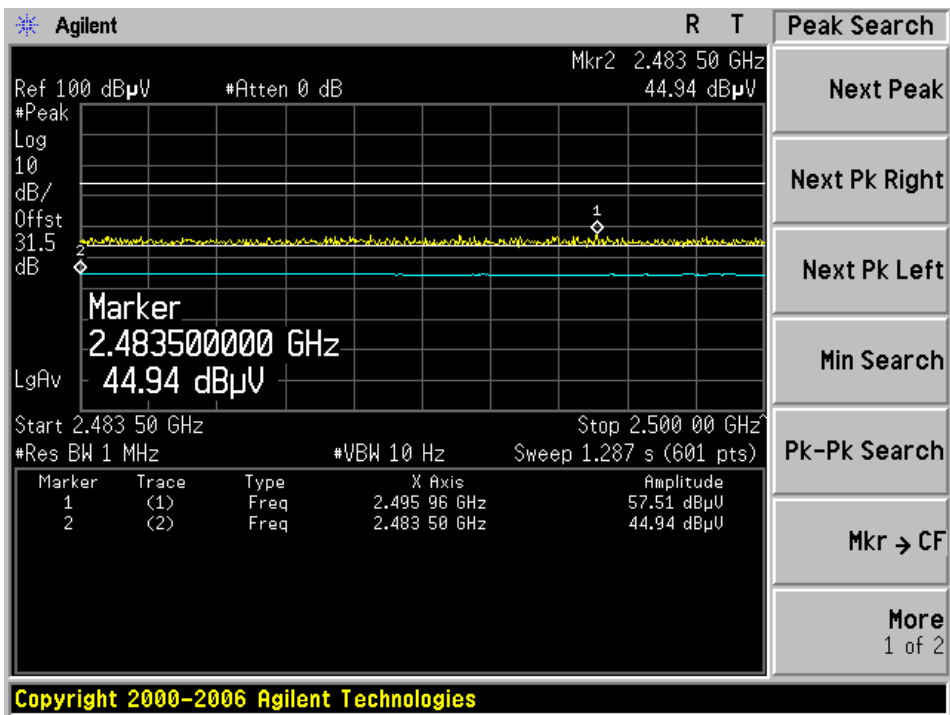 Agilent R T
Mkr2 2.483 50 GHz
Ref 100 dBµV #Atten 0 dB 44.94 dBµV
#Peak
Log
10
dB/
Offst
31.5
dB
1
2
Marker
2.483500000 GHz
44.94 dBµV
LgAv
Start 2.483 50 GHz Stop 2.500 00 GHz^
#Res BW 1 MHz #VBW 10 Hz Sweep 1.287 s (601 pts)
Marker Trace Type X Axis Amplitude
1 (1) Freq 2.495 96 GHz 57.51 dBµV
2 (2) Freq 2.483 50 GHz 44.94 dBµV
Copyright 2000-2006 Agilent Technologies
Peak Search
Next Peak
Next Pk Right
Next Pk Left
Min Search
Pk-Pk Search
Mkr → CF
More
1 of 2